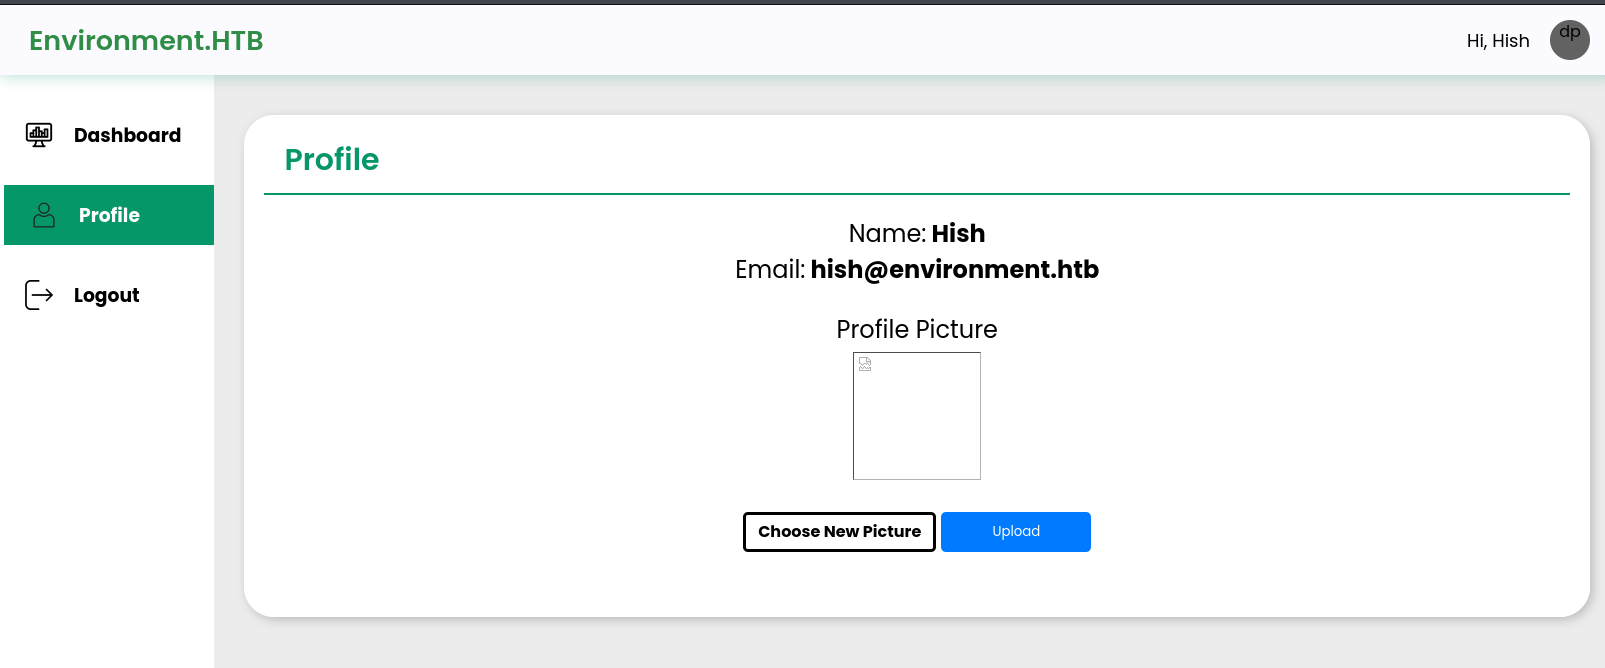 Environment.HTB
Hi, Hish
dp
Dashboard
Profile
Logout
Profile
Name: Hish
Email: hish@environment.htb
Profile Picture
Choose New Picture
Upload